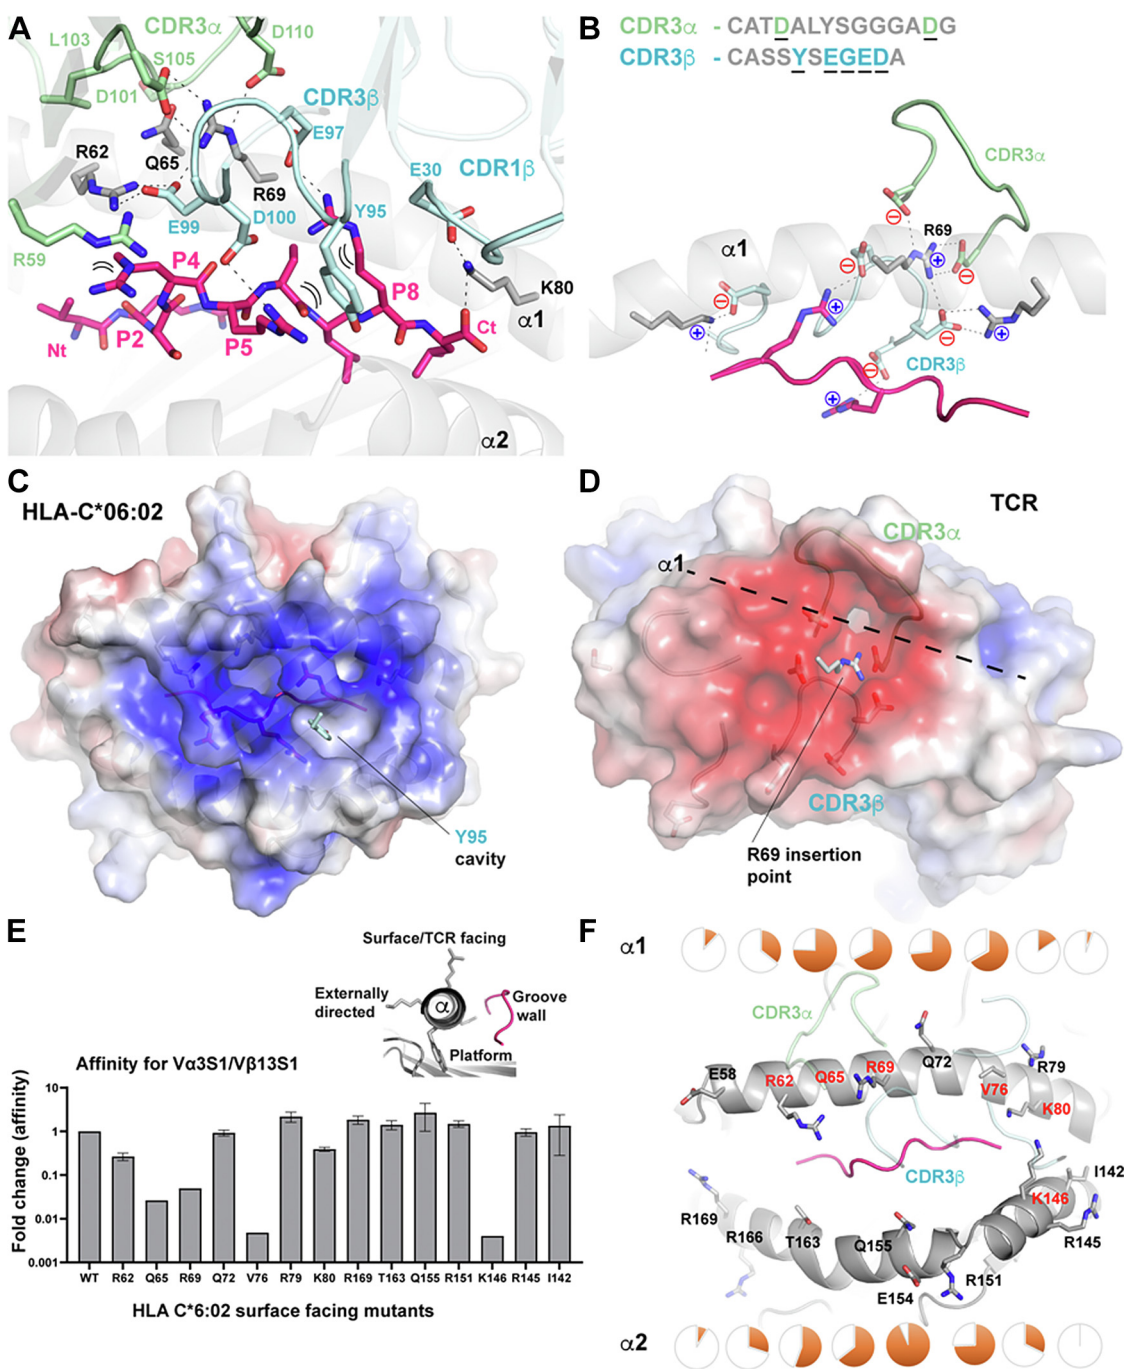 A
CDR3α
D110
L103
S105
D101
CDR3β
E97
R62
Q65
R69
E30
CDR1β
E99
D100
Y95
R59
P4
P8
K80
α1
P2
P5
Nt
Ct
α2
B
CDR3α - CATDALYSGGGADG
CDR3β - CASSYSEGEDA
CDR3α
R69
α1
CDR3β
C
HLA-C*06:02
Y95
cavity
D
TCR
CDR3α
α1
CDR3β
R69 insertion
point
E
Surface/TCR facing
Externally
directed
α
Groove
wall
Platform
Affinity for Vα3S1/Vβ13S1
Fold change (affinity)
10
1
0.1
0.01
0.001
WT R62 Q65 R69 Q72 V76 R79 K80 R169 T163 Q155 R151 K146 R145 I142
HLA C*6:02 surface facing mutants
F
α1
CDR3α
Q72
E58
R62
Q65
R69
R79
V76
K80
CDR3β
I142
K146
R169
R166
T163
Q155
R145
R151
E154
α2